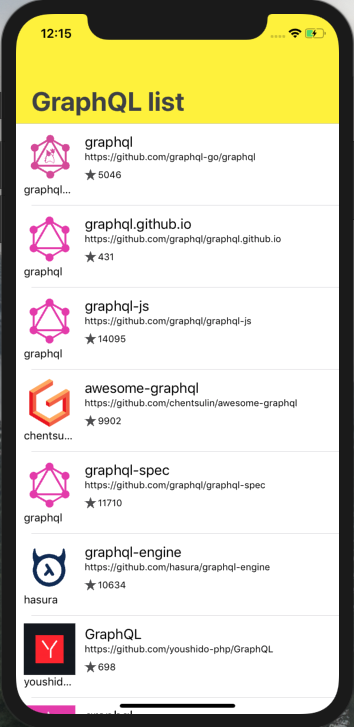 12:15
GraphQL list
graphql
https://github.com/graphql-go/graphql
★5046
graphql...
graphql.github.io
https://github.com/graphql/graphql.github.io
★431
graphql
graphql-js
https://github.com/graphql/graphql-js
★14095
graphql
awesome-graphql
https://github.com/chentsulin/awesome-graphql
★9902
chentsu...
graphql-spec
https://github.com/graphql/graphql-spec
★11710
graphql
graphql-engine
https://github.com/hasura/graphql-engine
★10634
hasura
GraphQL
https://github.com/youshido-php/GraphQL
★698
youshid...